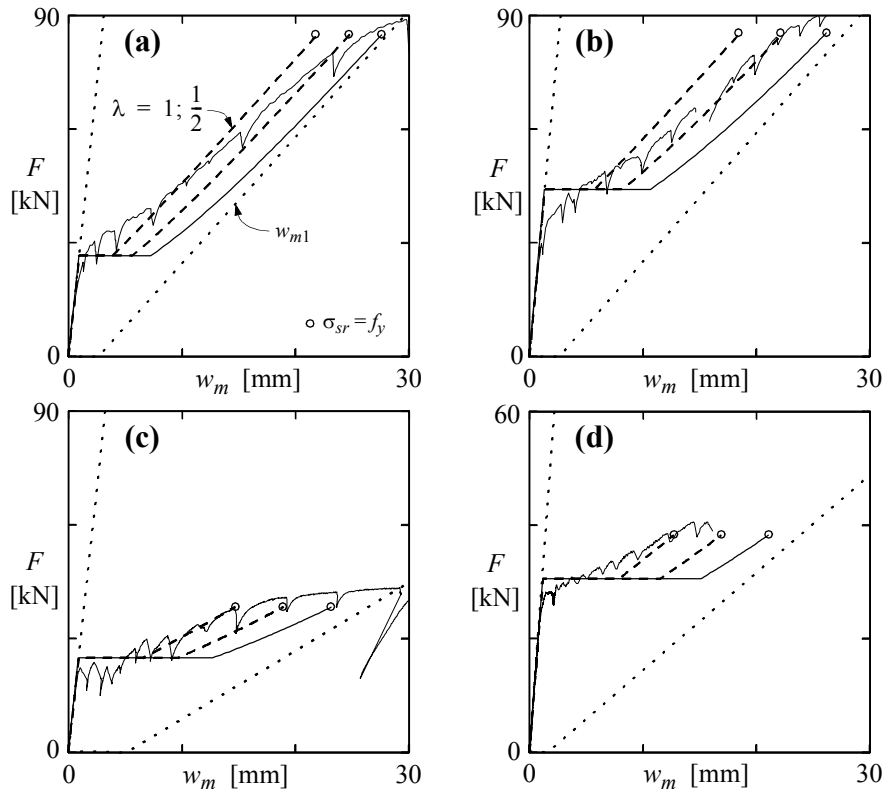 90
(a)
λ = 1; 1/2
F
[kN]
w_m1
σ_sr = f_y
0
0
w_m [mm]
30
90
(b)
F
[kN]
0
0
w_m [mm]
30
90
(c)
F
[kN]
0
0
w_m [mm]
30
60
(d)
F
[kN]
0
0
w_m [mm]
30